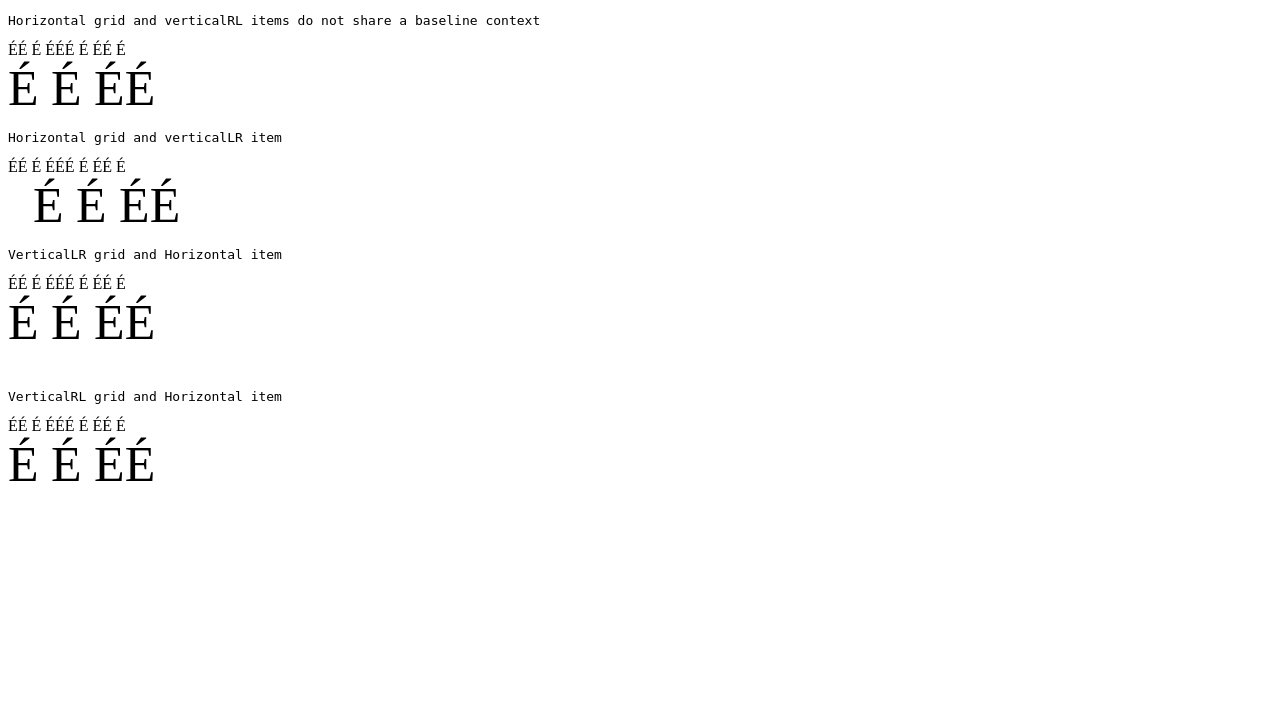 Horizontal grid and verticalRL items do not share a baseline context
ÉÉ É ÉÉÉ É ÉÉ É
É É ÉÉ
Horizontal grid and verticalLR item
ÉÉ É ÉÉÉ É ÉÉ É
É É ÉÉ
VerticalLR grid and Horizontal item
ÉÉ É ÉÉÉ É ÉÉ É
É É ÉÉ
VerticalRL grid and Horizontal item
ÉÉ É ÉÉÉ É ÉÉ É
É É ÉÉ